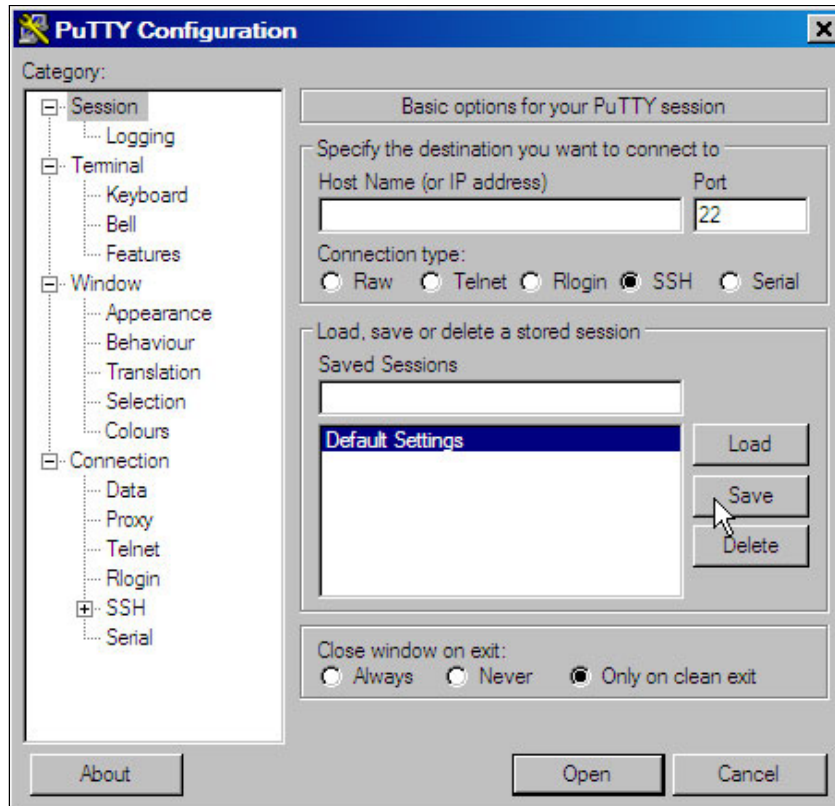 PuTTY Configuration
Category:
Session
Logging
Terminal
Keyboard
Bell
Features
Window
Appearance
Behaviour
Translation
Selection
Colours
Connection
Data
Proxy
Telnet
Rlogin
SSH
Serial
Basic options for your PuTTY session
Specify the destination you want to connect to
Host Name (or IP address) Port
22
Connection type:
Raw Telnet Rlogin SSH Serial
Load, save or delete a stored session
Saved Sessions
Default Settings
Load
Save
Delete
Close window on exit:
Always Never Only on clean exit
About Open Cancel